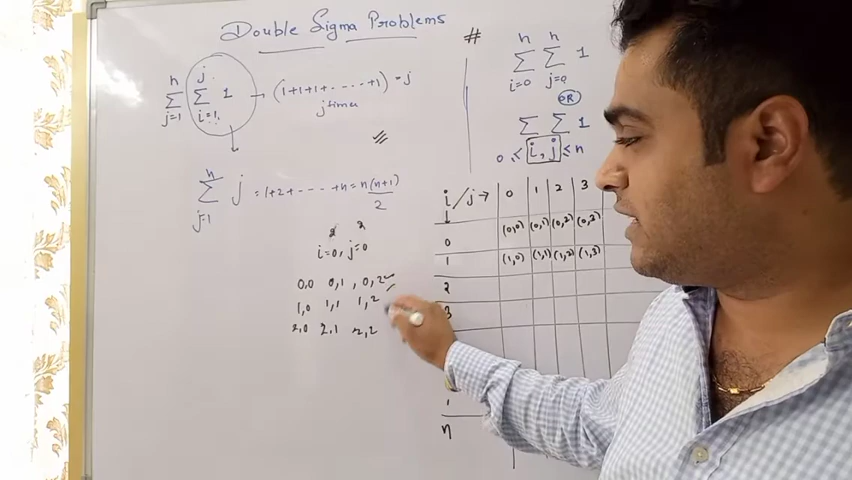 Double Sigma Problems
n
∑
j=1
j
∑
i=1
1 → (1+1+1+.....+1) = j
j times
n
∑ j = 1+2+.....+n = n(n+1)/2
j=1
2 2
i=0, j=0
0,0 0,1, 0,2
1,0 1,1 1,2
2,0 2,1 2,2
#
n n
∑ ∑ 1
i=0 j=0
OR
∑ ∑ 1
0 ≤ i, j ≤ n
i/j → 0 1 2 3
0 (0,0) (0,1) (0,2) (0,3)
1 (1,0) (1,1) (1,2) (1,3)
2
3
n